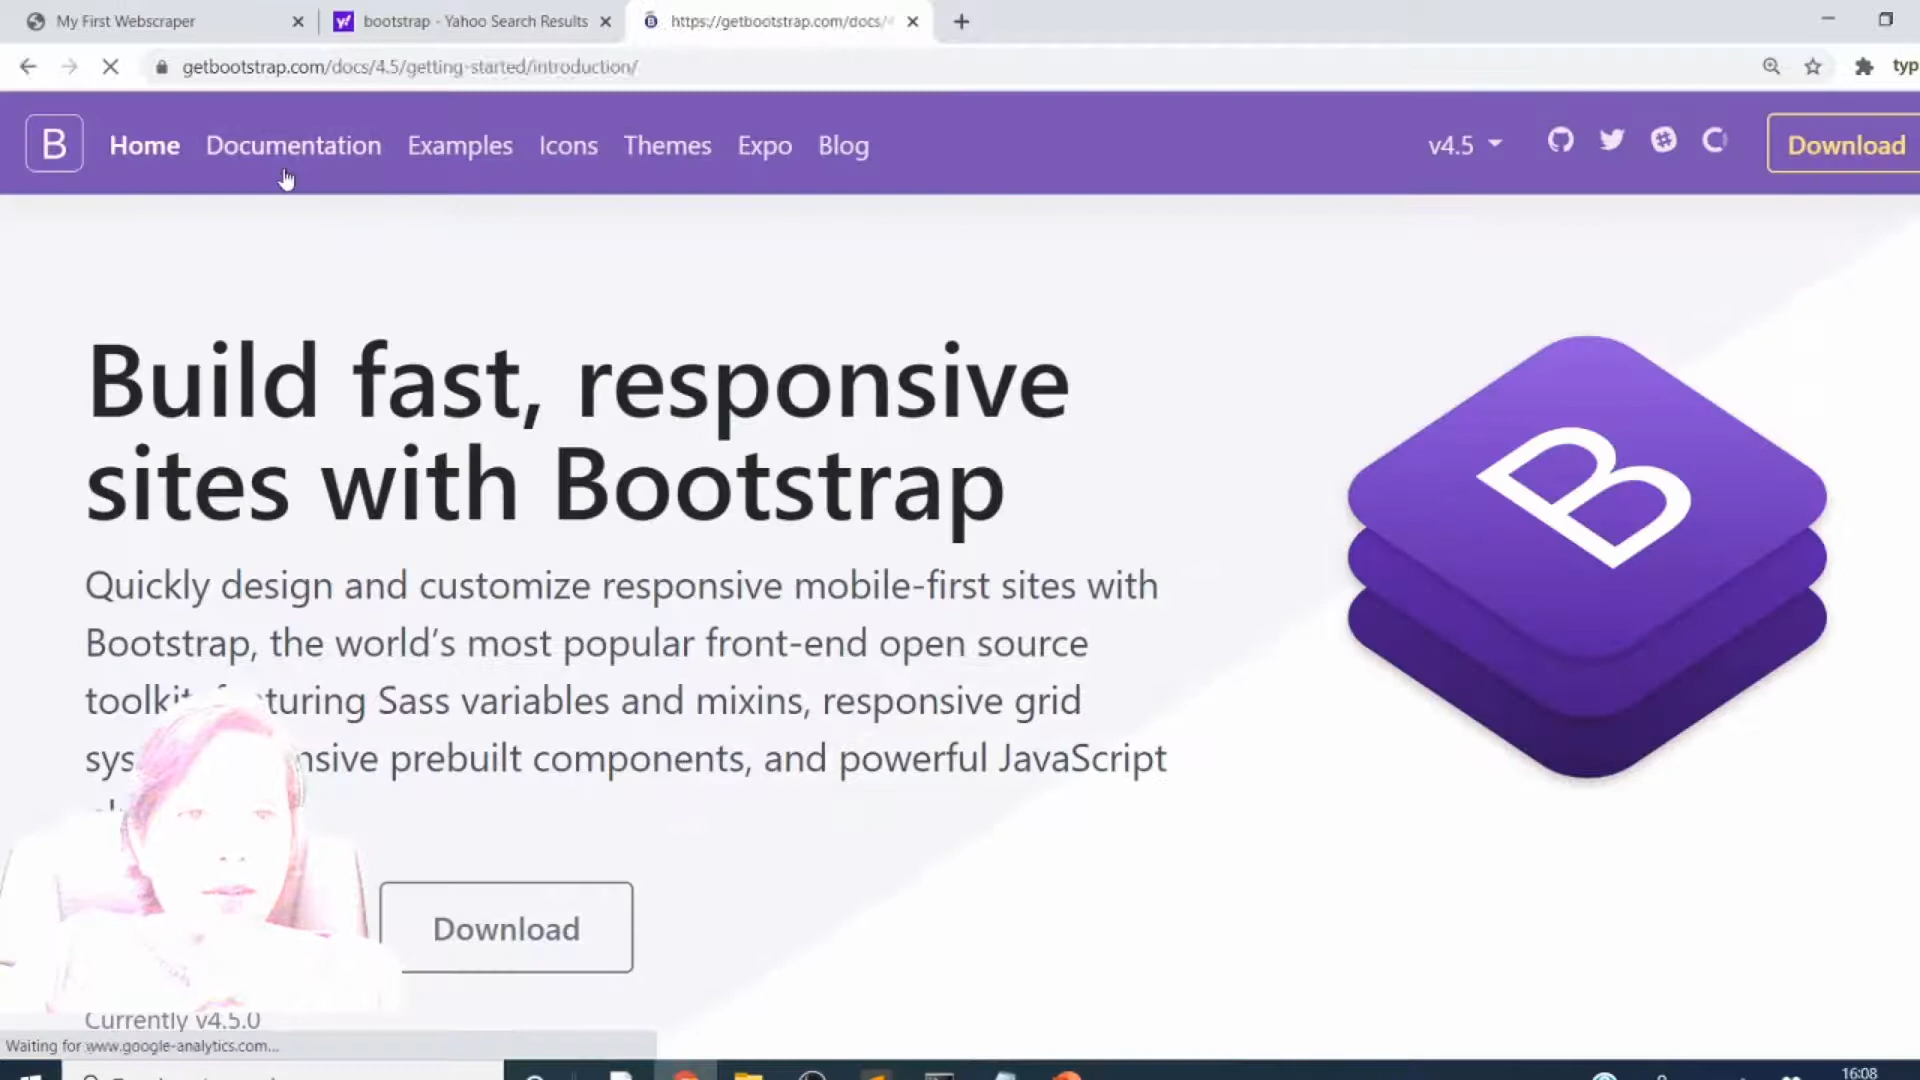 My First Webscraper
bootstrap - Yahoo Search Results
https://getbootstrap.com/docs/
getbootstrap.com/docs/4.5/getting-started/introduction/
typ
B Home Documentation Examples Icons Themes Expo Blog v4.5 Download
Build fast, responsive
sites with Bootstrap
B
Quickly design and customize responsive mobile-first sites with
Bootstrap, the world's most popular front-end open source
turing Sass variables and mixins, responsive grid
nsive prebuilt components, and powerful JavaScript
Download
Currently v4.5.0
Waiting for www.google-analytics.com...
16:08